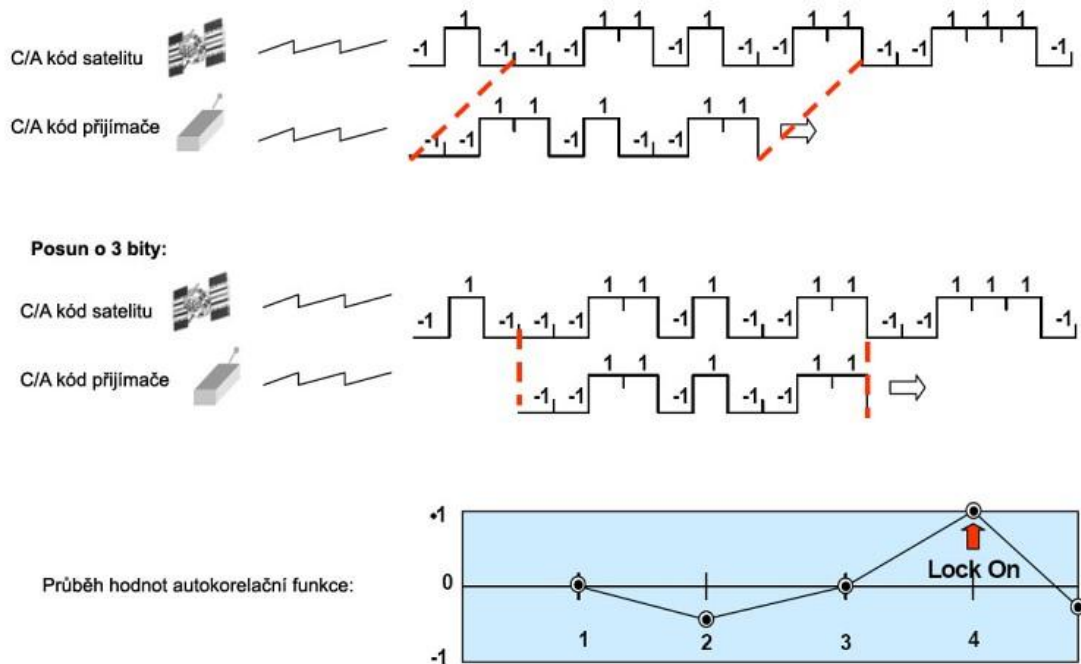 1 1 1 1 1 1 1 1 1
C/A kód satelitu -1 -1 -1 -1 -1 -1 -1 -1 -1 -1
1 1 1 1 1
C/A kód přijímače -1 -1 -1 -1 -1
Posun o 3 bity:
1 1 1 1 1 1 1 1 1
C/A kód satelitu -1 -1 -1 -1 -1 -1 -1 -1 -1 -1
1 1 1 1 1
C/A kód přijímače -1 -1 -1 -1 -1
+1
Lock On
Průběh hodnot autokorelační funkce: 0
1 2 3 4
-1